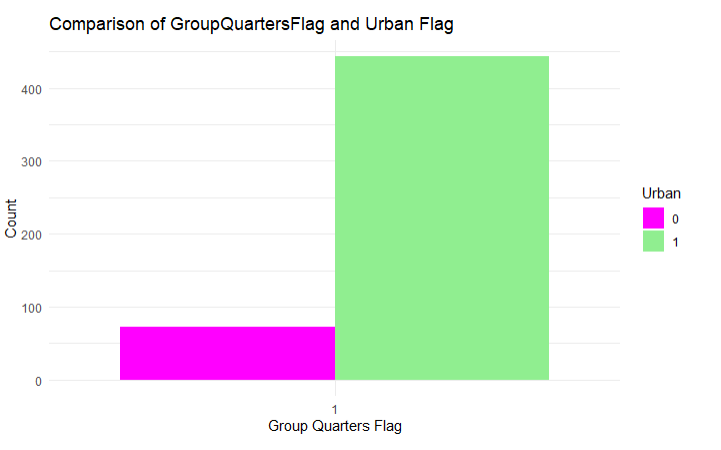 Comparison of GroupQuartersFlag and Urban Flag
Count
400
300
200
100
0
1
Group Quarters Flag
Urban
0
1